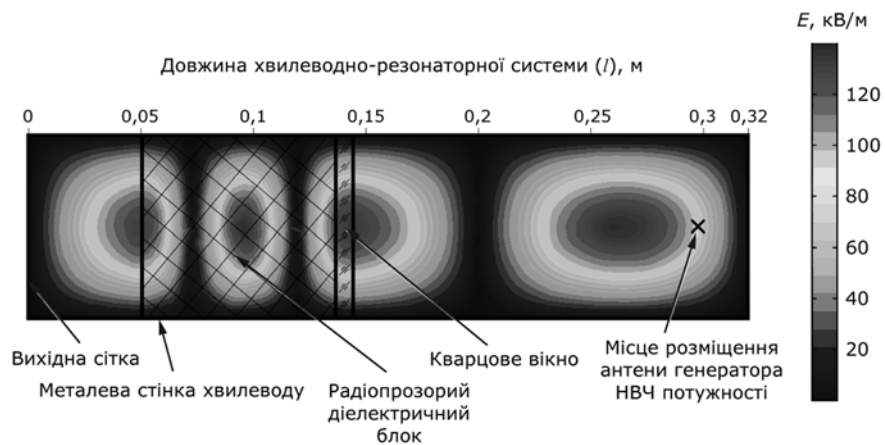 E, кВ/м
Довжина хвилеводно-резонаторної системи (l), м
0 0,05 0,1 0,15 0,2 0,25 0,3 0,32
120
100
80
60
40
20
Вихідна сітка
Металева стінка хвилеводу
Радіопрозорий
діелектричний
блок
Кварцове вікно
Місце розміщення
антени генератора
НВЧ потужності